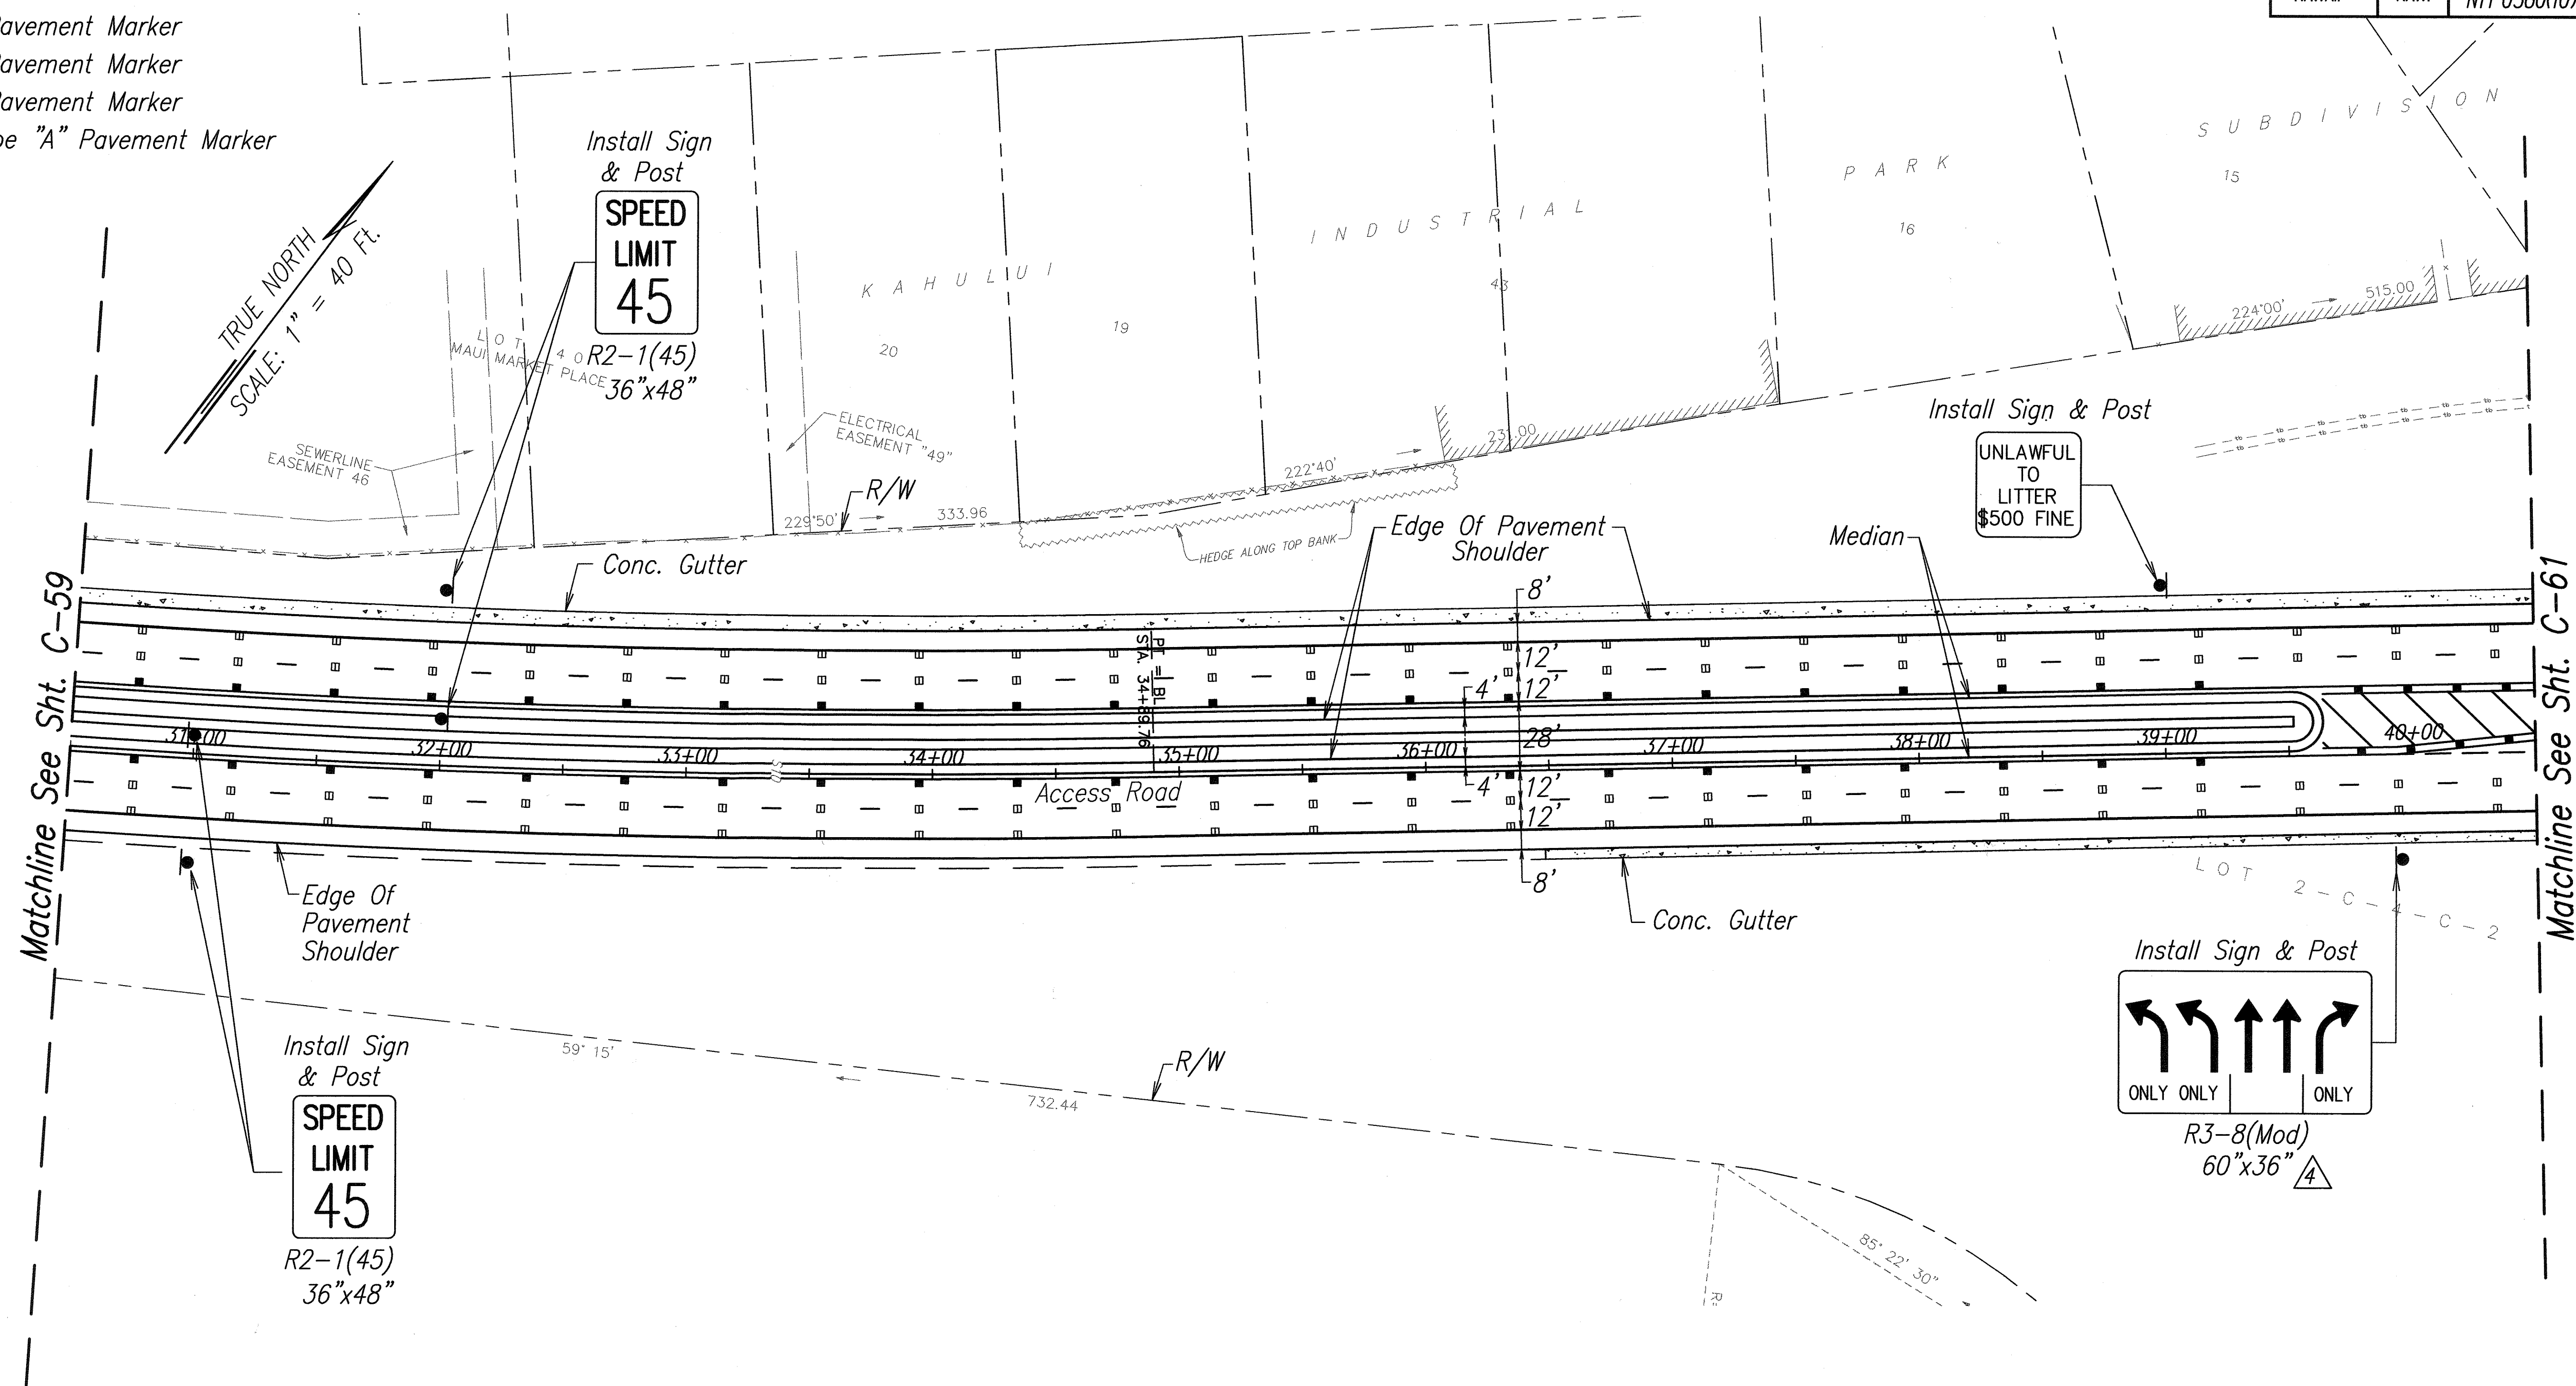 Pavement Marker
Pavement Marker
Pavement Marker
"A" Pavement Marker
TRUE NORTH
SCALE: 1" = 40 Ft.
Install Sign
& Post
SPEED
LIMIT
45
R2-1(45)
36"x48"
LOT 40
MAUI MARKET PLACE
SEWERLINE
EASEMENT 46
KAHULUI
INDUSTRIAL
PARK
SUBDIVISION
20
19
43
16
15
ELECTRICAL
EASEMENT "49"
R/W
229°50'
333.96
222°40'
231.00
224°00'
515.00
HEDGE ALONG TOP BANK
Conc. Gutter
Edge Of Pavement
Shoulder
Median
Install Sign & Post
UNLAWFUL
TO
LITTER
$500 FINE
Matchline See Sht. C-59
Matchline See Sht. C-61
8'
12'
12'
4'
28'
4'
12'
12'
8'
31+00
32+00
33+00
34+00
35+00
36+00
37+00
38+00
39+00
40+00
STA. 34+89.76
Access Road
Edge Of
Pavement
Shoulder
Conc. Gutter
LOT 2-C-4-C-2
Install Sign
& Post
SPEED
LIMIT
45
R2-1(45)
36"x48"
59° 15'
732.44
R/W
85° 22' 30"
R=
Install Sign & Post
ONLY ONLY ONLY
R3-8(Mod)
60"x36"
4